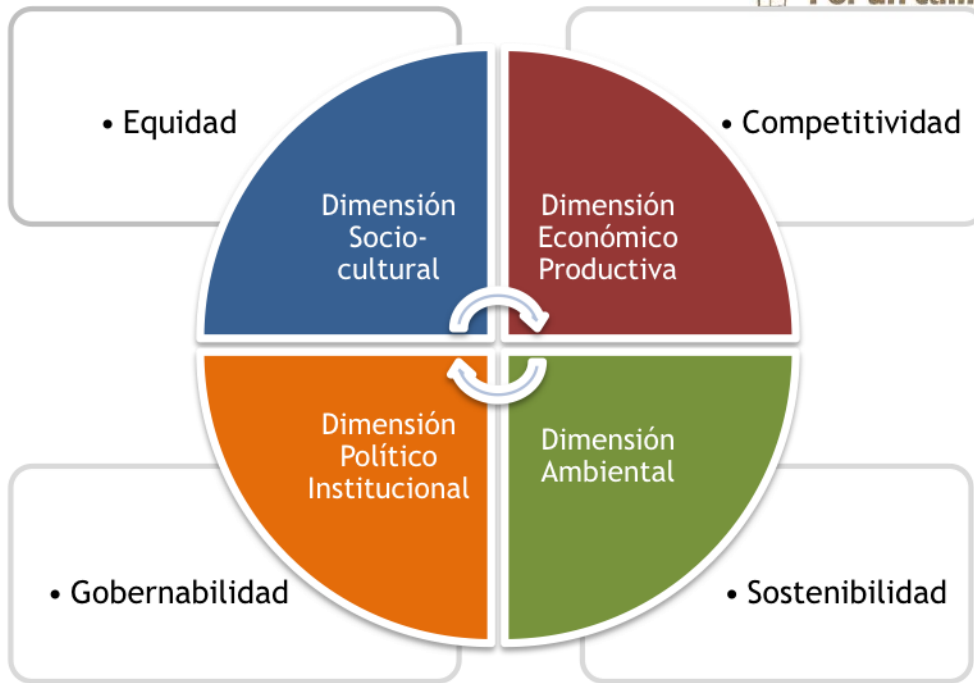 • Equidad
• Competitividad
Dimensión
Socio-
cultural
Dimensión
Económico
Productiva
Dimensión
Político
Institucional
Dimensión
Ambiental
• Gobernabilidad
• Sostenibilidad